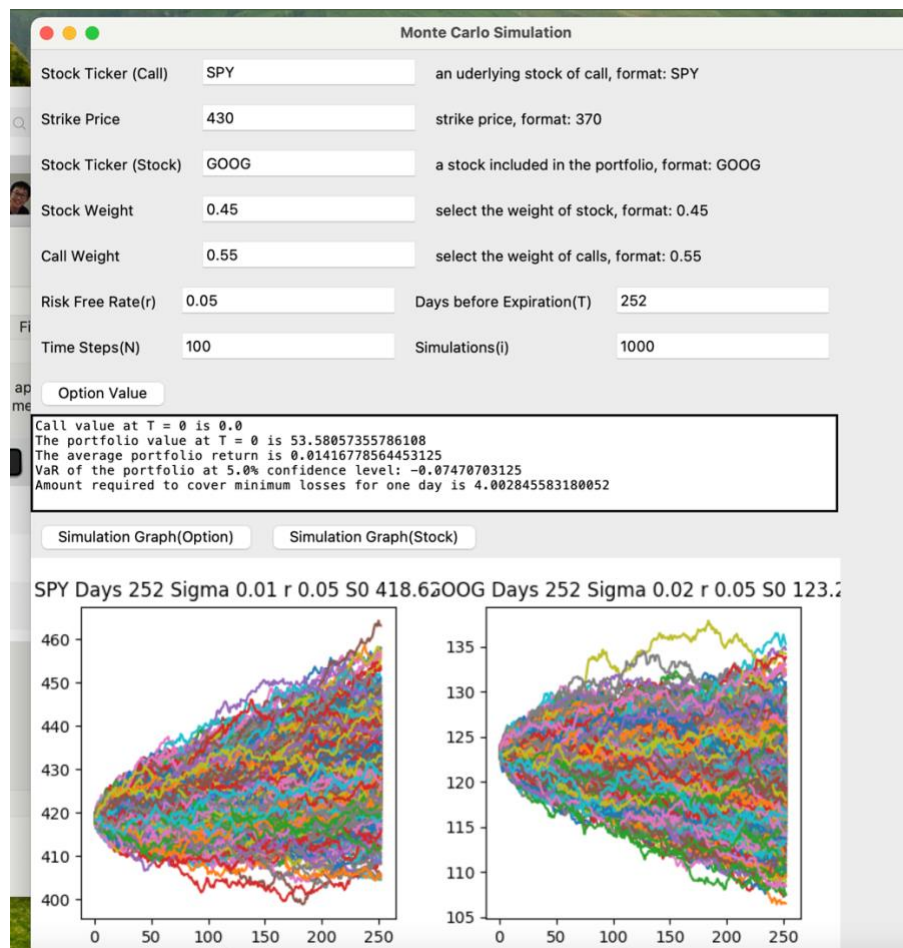 Monte Carlo Simulation
Stock Ticker (Call) SPY an uderlying stock of call, format: SPY
Strike Price 430 strike price, format: 370
Stock Ticker (Stock) GOOG a stock included in the portfolio, format: GOOG
Stock Weight 0.45 select the weight of stock, format: 0.45
Call Weight 0.55 select the weight of calls, format: 0.55
Risk Free Rate(r) 0.05 Days before Expiration(T) 252
Fi
Time Steps(N) 100 Simulations(i) 1000
ap
me
Option Value
Call value at T = 0 is 0.0
The portfolio value at T = 0 is 53.58057355786108
The average portfolio return is 0.01416778564453125
VaR of the portfolio at 5.0% confidence level: -0.07470703125
Amount required to cover minimum losses for one day is 4.002845583180052
Simulation Graph(Option) Simulation Graph(Stock)
SPY Days 252 Sigma 0.01 r 0.05 S0 418.6
OOG Days 252 Sigma 0.02 r 0.05 S0 123.2
460
450
440
430
420
410
400
0 50 100 150 200 250
135
130
125
120
115
110
105
0 50 100 150 200 250